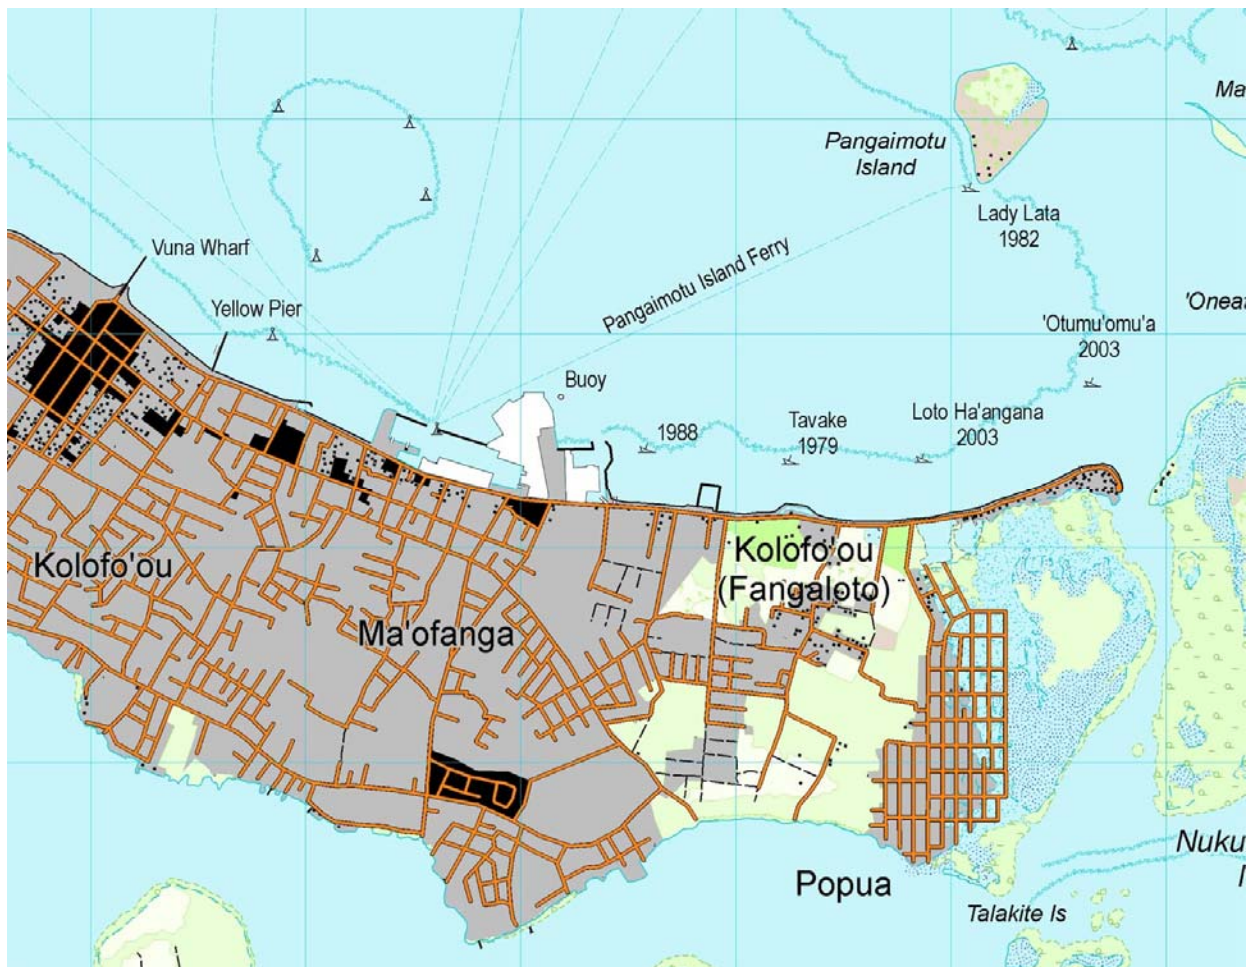 Ma
Pangaimotu
Island
Lady Lata
1982
Vuna Wharf
Pangaimotu Island Ferry
Yellow Pier
'Otumu'omu'a
2003
Buoy
1988
Tavake
1979
Loto Ha'angana
2003
Kolofo'ou
Kolofo'ou
(Fangaloto)
Ma'ofanga
Popua
Nuku
Talakite Is